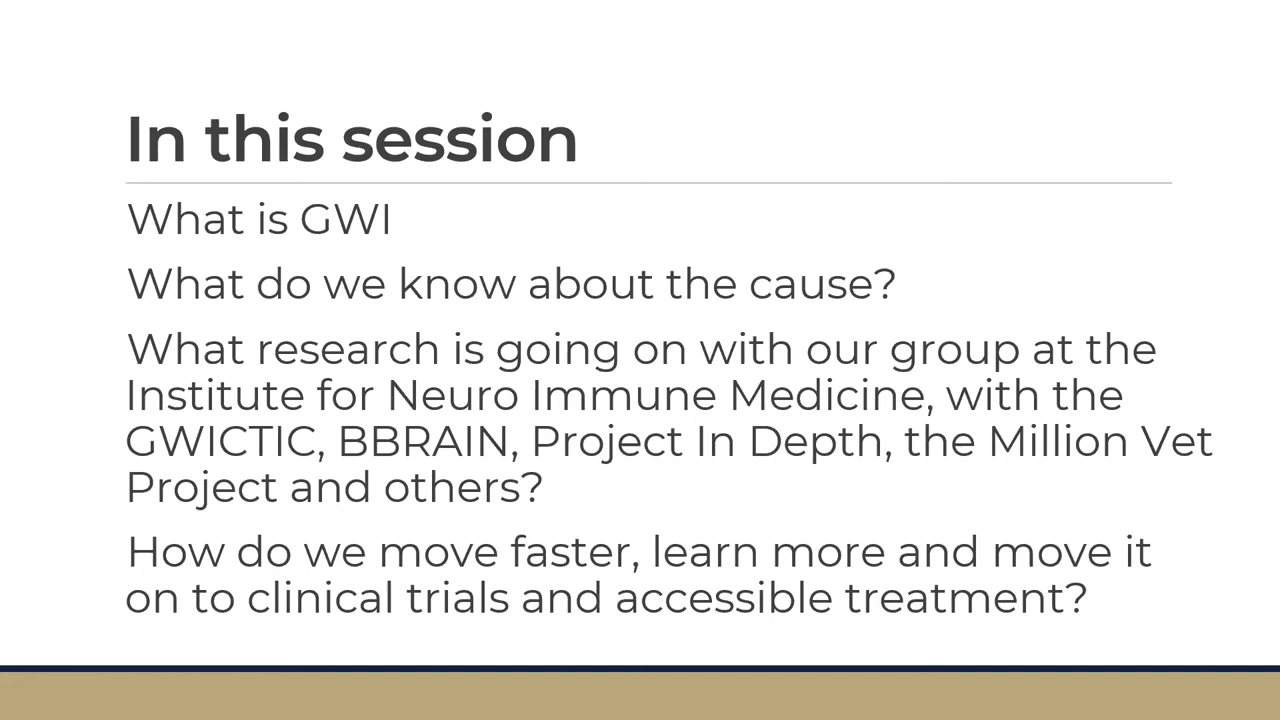 In this session
What is GWI
What do we know about the cause?
What research is going on with our group at the
Institute for Neuro Immune Medicine, with the
GWICTIC, BBRAIN, Project In Depth, the Million Vet
Project and others?
How do we move faster, learn more and move it
on to clinical trials and accessible treatment?